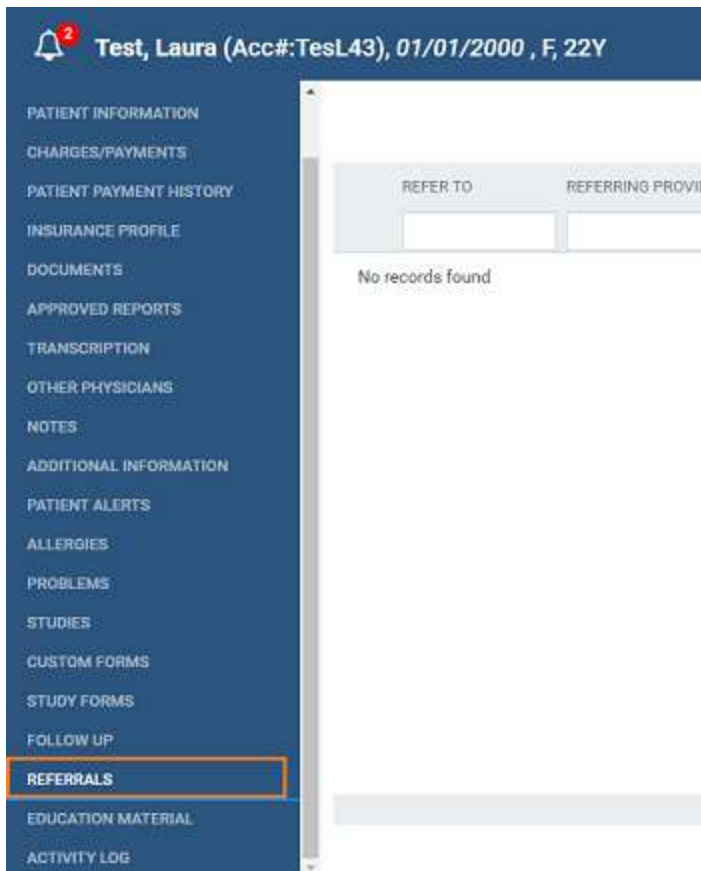 2
Test, Laura (Acc#:TesL43), 01/01/2000 , F, 22Y
PATIENT INFORMATION
CHARGES/PAYMENTS
PATIENT PAYMENT HISTORY
INSURANCE PROFILE
DOCUMENTS
APPROVED REPORTS
TRANSCRIPTION
OTHER PHYSICIANS
NOTES
ADDITIONAL INFORMATION
PATIENT ALERTS
ALLERGIES
PROBLEMS
STUDIES
CUSTOM FORMS
STUDY FORMS
FOLLOW UP
REFERRALS
EDUCATION MATERIAL
ACTIVITY LOG
REFER TO REFERRING PROVI
No records found